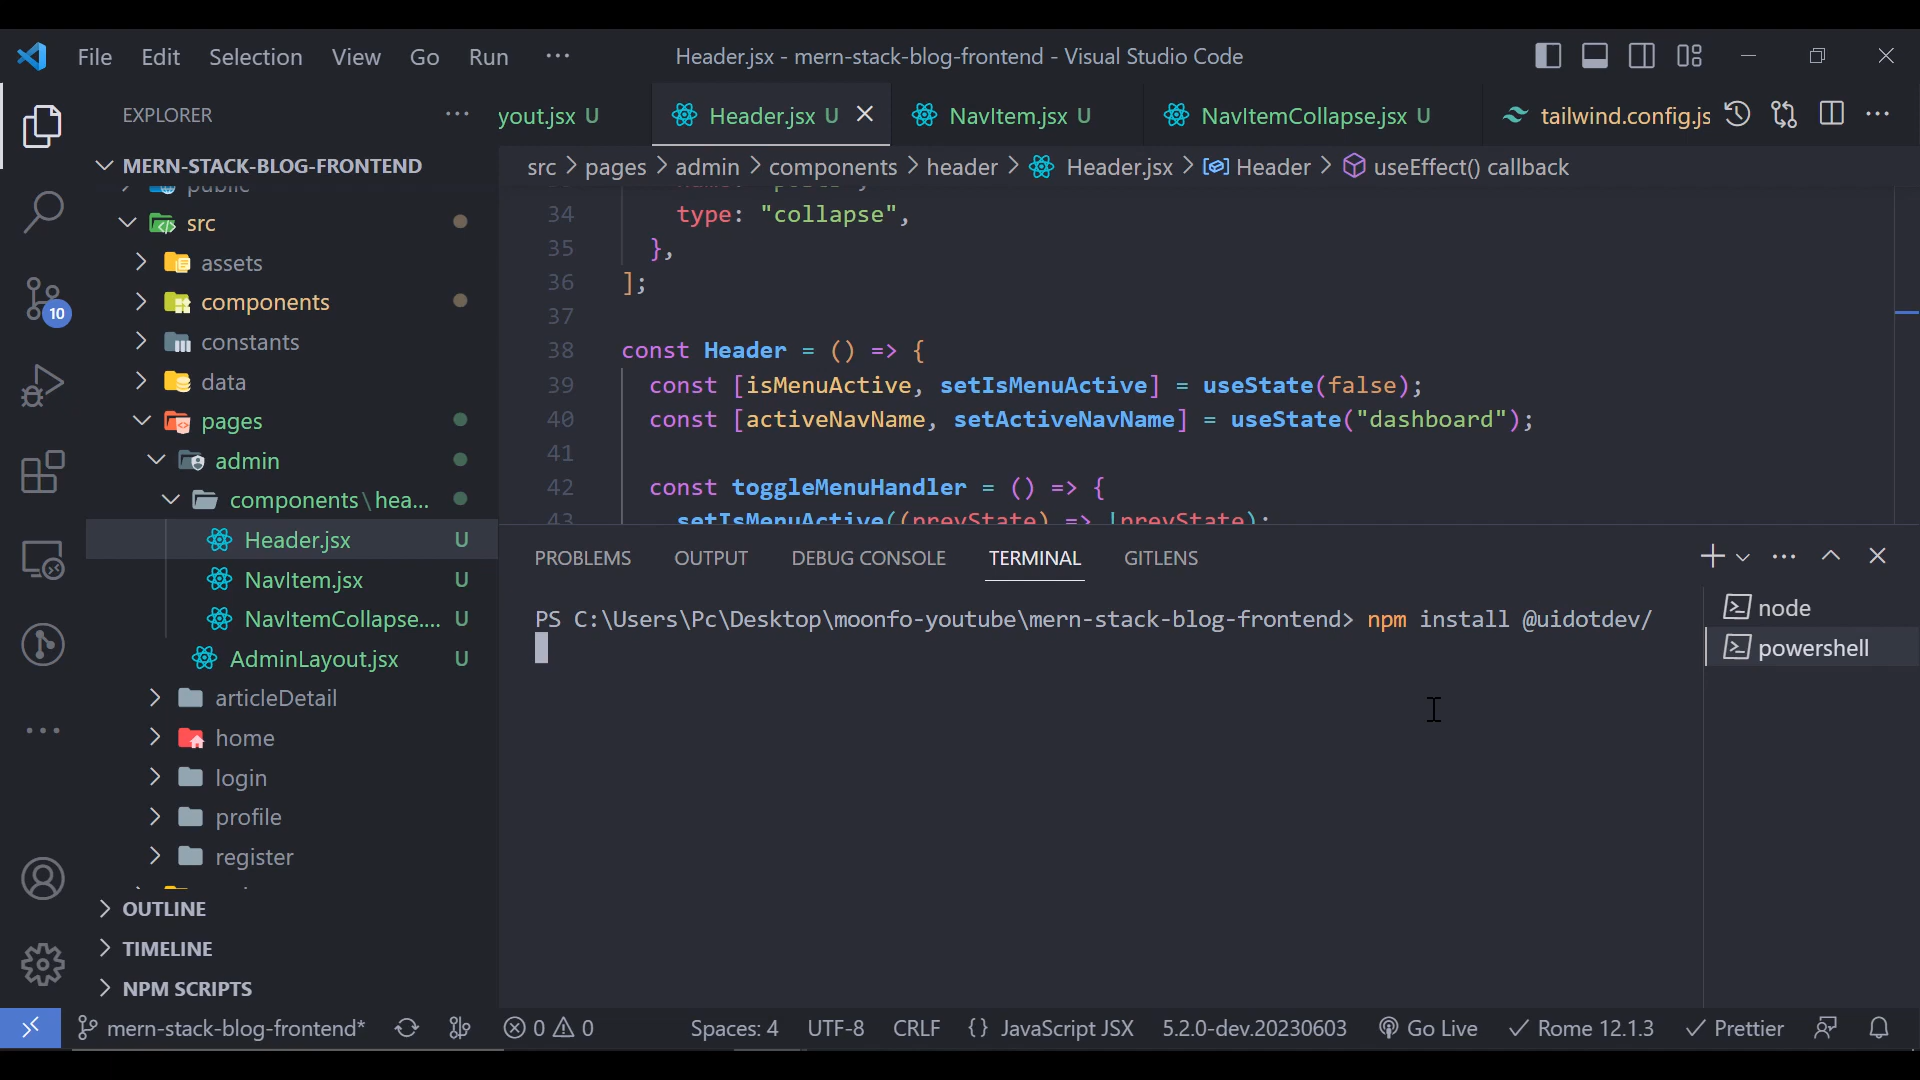 File Edit Selection View Go Run ··· Header.jsx - mern-stack-blog-frontend - Visual Studio Code
EXPLORER ···
yout.jsx U Header.jsx U NavItem.jsx U NavItemCollapse.jsx U tailwind.config.js ···
src > pages > admin > components > header > Header.jsx > Header > useEffect() callback
MERN-STACK-BLOG-FRONTEND
public
src
assets
components
constants
data
pages
admin
components\hea...
Header.jsx U
NavItem.jsx U
NavItemCollapse.... U
AdminLayout.jsx U
articleDetail
home
login
profile
register
OUTLINE
TIMELINE
NPM SCRIPTS
10
34 type: "collapse",
35 },
36 ];
37
38 const Header = () => {
39 const [isMenuActive, setIsMenuActive] = useState(false);
40 const [activeNavName, setActiveNavName] = useState("dashboard");
41
42 const toggleMenuHandler = () => {
43 setIsMenuActive((prevState) => !prevState);
PROBLEMS OUTPUT DEBUG CONSOLE TERMINAL GITLENS
PS C:\Users\Pc\Desktop\moonfo-youtube\mern-stack-blog-frontend> npm install @uidotdev/
node
powershell
mern-stack-blog-frontend* 0 0 Spaces: 4 UTF-8 CRLF {} JavaScript JSX 5.2.0-dev.20230603 Go Live Rome 12.1.3 Prettier